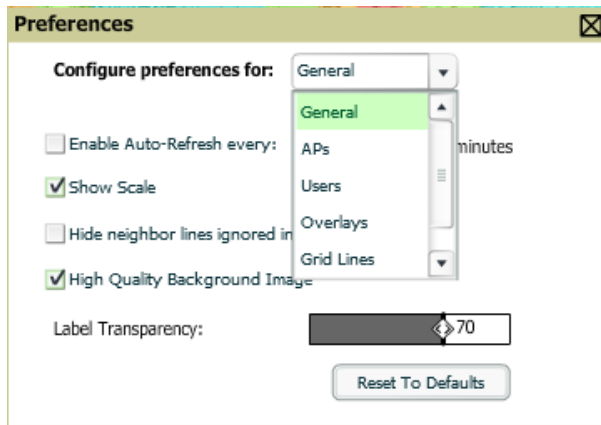 Preferences
Configure preferences for: General
General
Enable Auto-Refresh every: minutes
APs
Show Scale
Users
Overlays
Hide neighbor lines ignored in
Grid Lines
High Quality Background Image
Label Transparency: 70
Reset To Defaults